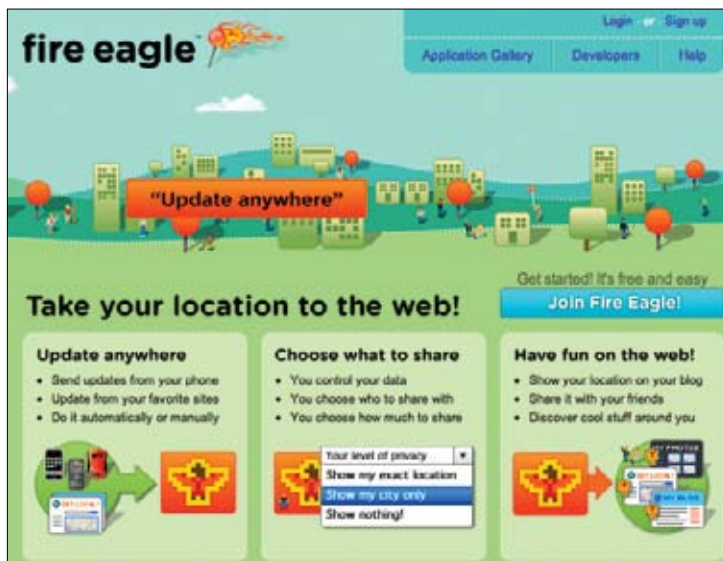 Login or Sign up
fire eagle™
Application Gallery Developers Help
"Update anywhere"
Get started! It's free and easy
Take your location to the web!
Join Fire Eagle!
Update anywhere
• Send updates from your phone
• Update from your favorite sites
• Do it automatically or manually
Choose what to share
• You control your data
• You choose who to share with
• You choose how much to share
Your level of privacy
Show my exact location
Show my city only
Show nothing!
Have fun on the web!
• Show your location on your blog
• Share it with your friends
• Discover cool stuff around you
MY PHOTOS
MY BLOG